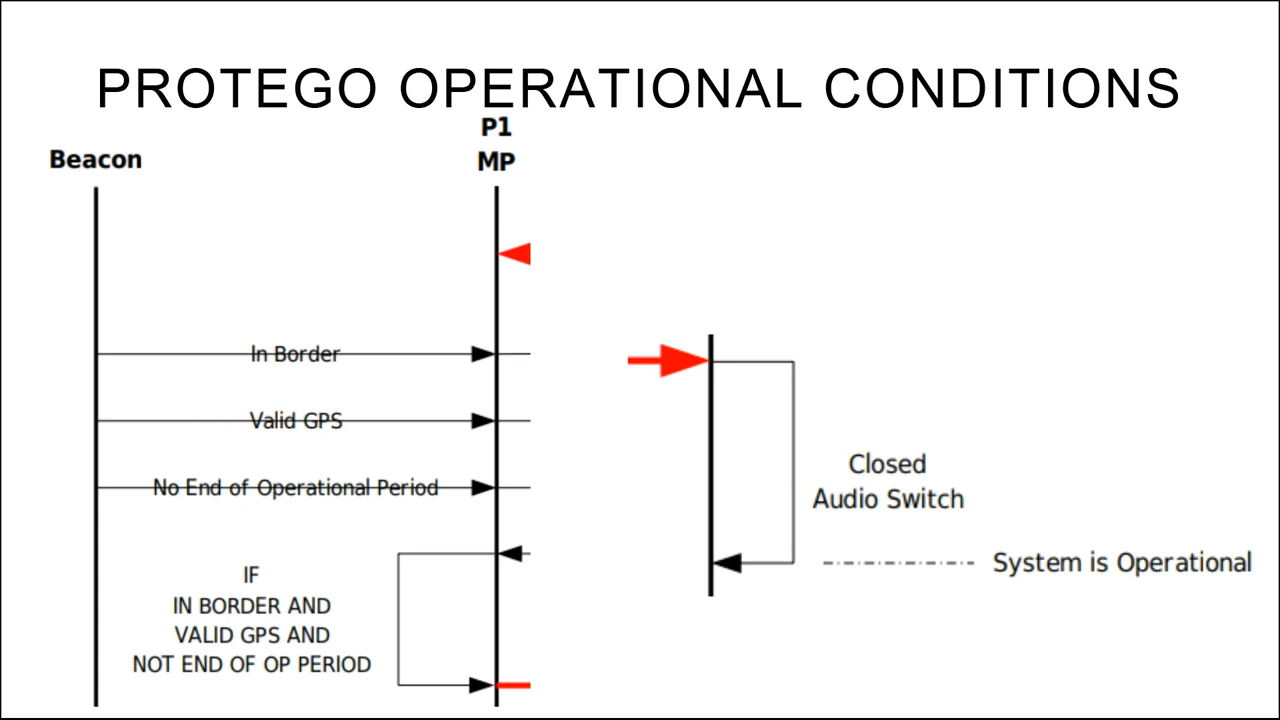 PROTEGO OPERATIONAL CONDITIONS
P1
MP
Beacon
In Border
Valid GPS
No End of Operational Period
IF
IN BORDER AND
VALID GPS AND
NOT END OF OP PERIOD
Closed
Audio Switch
System is Operational